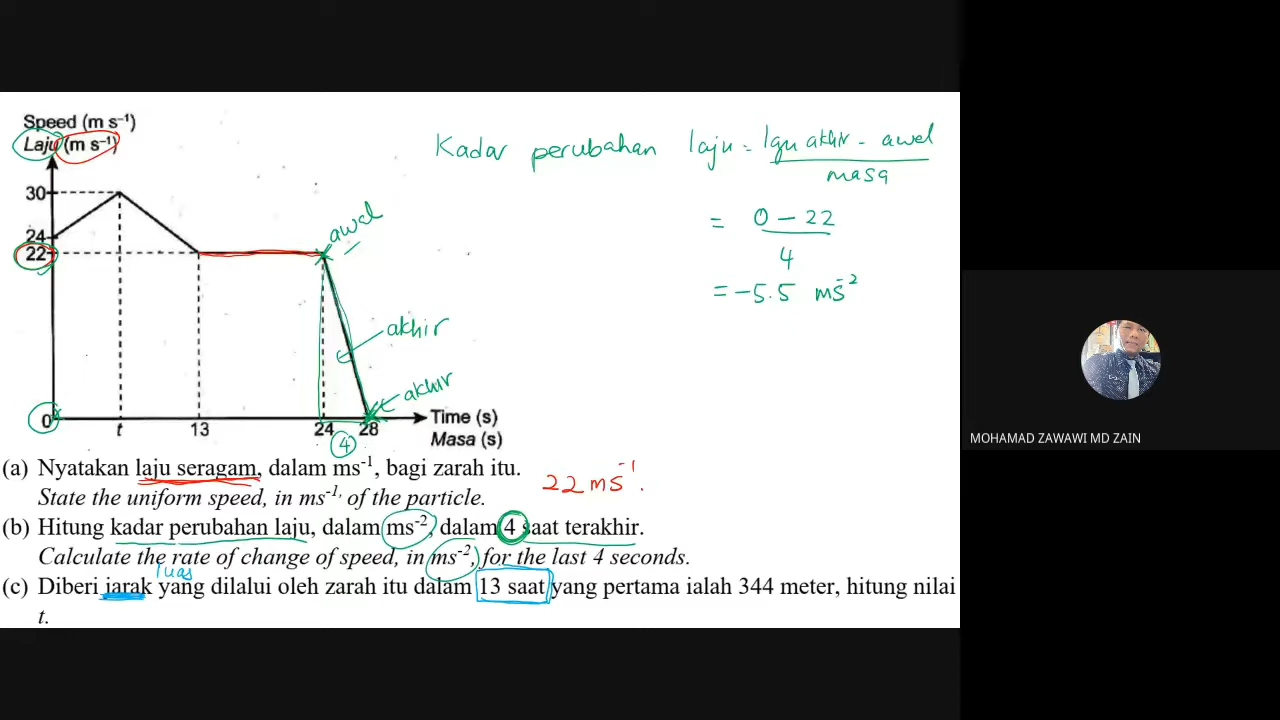 Speed (m s⁻¹)
Laju (m s⁻¹)
Kadar perubahan laju = laju akhir - awal
masa
30
24
22
awal
= 0 - 22
4
= -5.5 ms⁻²
akhir
akhir
0
t
13
24
28
4
Time (s)
Masa (s)
(a) Nyatakan laju seragam, dalam ms⁻¹, bagi zarah itu.
22 ms⁻¹.
State the uniform speed, in ms⁻¹, of the particle.
(b) Hitung kadar perubahan laju, dalam ms⁻², dalam 4 saat terakhir.
Calculate the rate of change of speed, in ms⁻², for the last 4 seconds.
luas
(c) Diberi jarak yang dilalui oleh zarah itu dalam 13 saat yang pertama ialah 344 meter, hitung nilai
t.
MOHAMAD ZAWAWI MD ZAIN